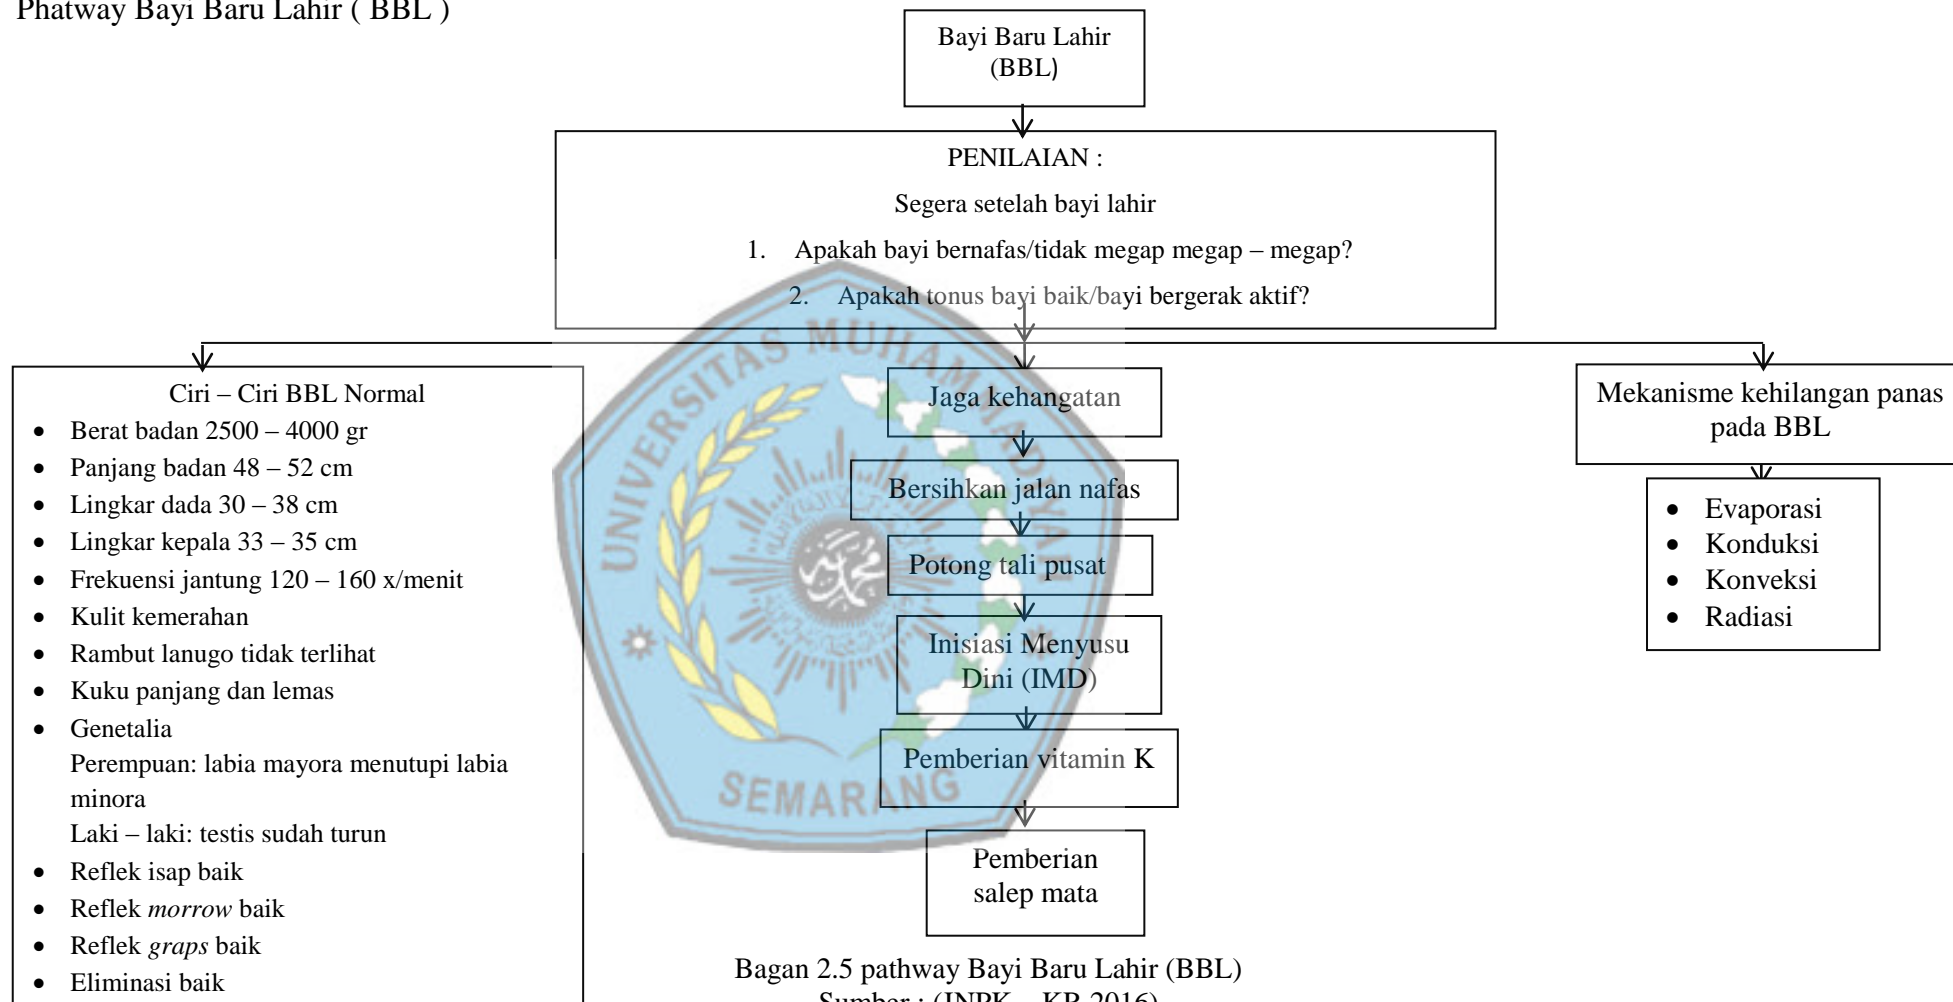 Phatway Bayi Baru Lahir ( BBL )
Bayi Baru Lahir
(BBL)
PENILAIAN :
Segera setelah bayi lahir
1. Apakah bayi bernafas/tidak megap megap – megap?
2. Apakah tonus bayi baik/bayi bergerak aktif?
Ciri – Ciri BBL Normal
• Berat badan 2500 – 4000 gr
• Panjang badan 48 – 52 cm
• Lingkar dada 30 – 38 cm
• Lingkar kepala 33 – 35 cm
• Frekuensi jantung 120 – 160 x/menit
• Kulit kemerahan
• Rambut lanugo tidak terlihat
• Kuku panjang dan lemas
• Genetalia
Perempuan: labia mayora menutupi labia
minora
Laki – laki: testis sudah turun
• Reflek isap baik
• Reflek morrow baik
• Reflek graps baik
• Eliminasi baik
Jaga kehangatan
Bersihkan jalan nafas
Potong tali pusat
Inisiasi Menyusu
Dini (IMD)
Pemberian vitamin K
Pemberian
salep mata
Mekanisme kehilangan panas
pada BBL
• Evaporasi
• Konduksi
• Konveksi
• Radiasi
UNIVERSITAS MUHAMMADIYAH
SEMARANG
Bagan 2.5 pathway Bayi Baru Lahir (BBL)
Sumber : (JNPK – KR 2016)